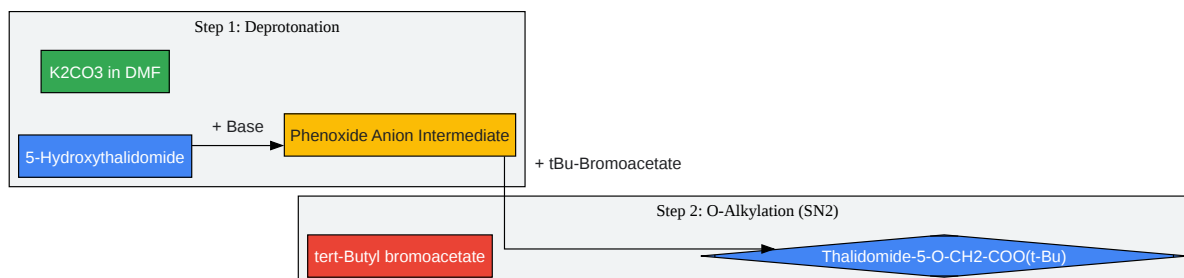 Step 1: Deprotonation
K2CO3 in DMF
5-Hydroxythalidomide
+ Base
Phenoxide Anion Intermediate
+ tBu-Bromoacetate
Step 2: O-Alkylation (SN2)
tert-Butyl bromoacetate
Thalidomide-5-O-CH2-COO(t-Bu)